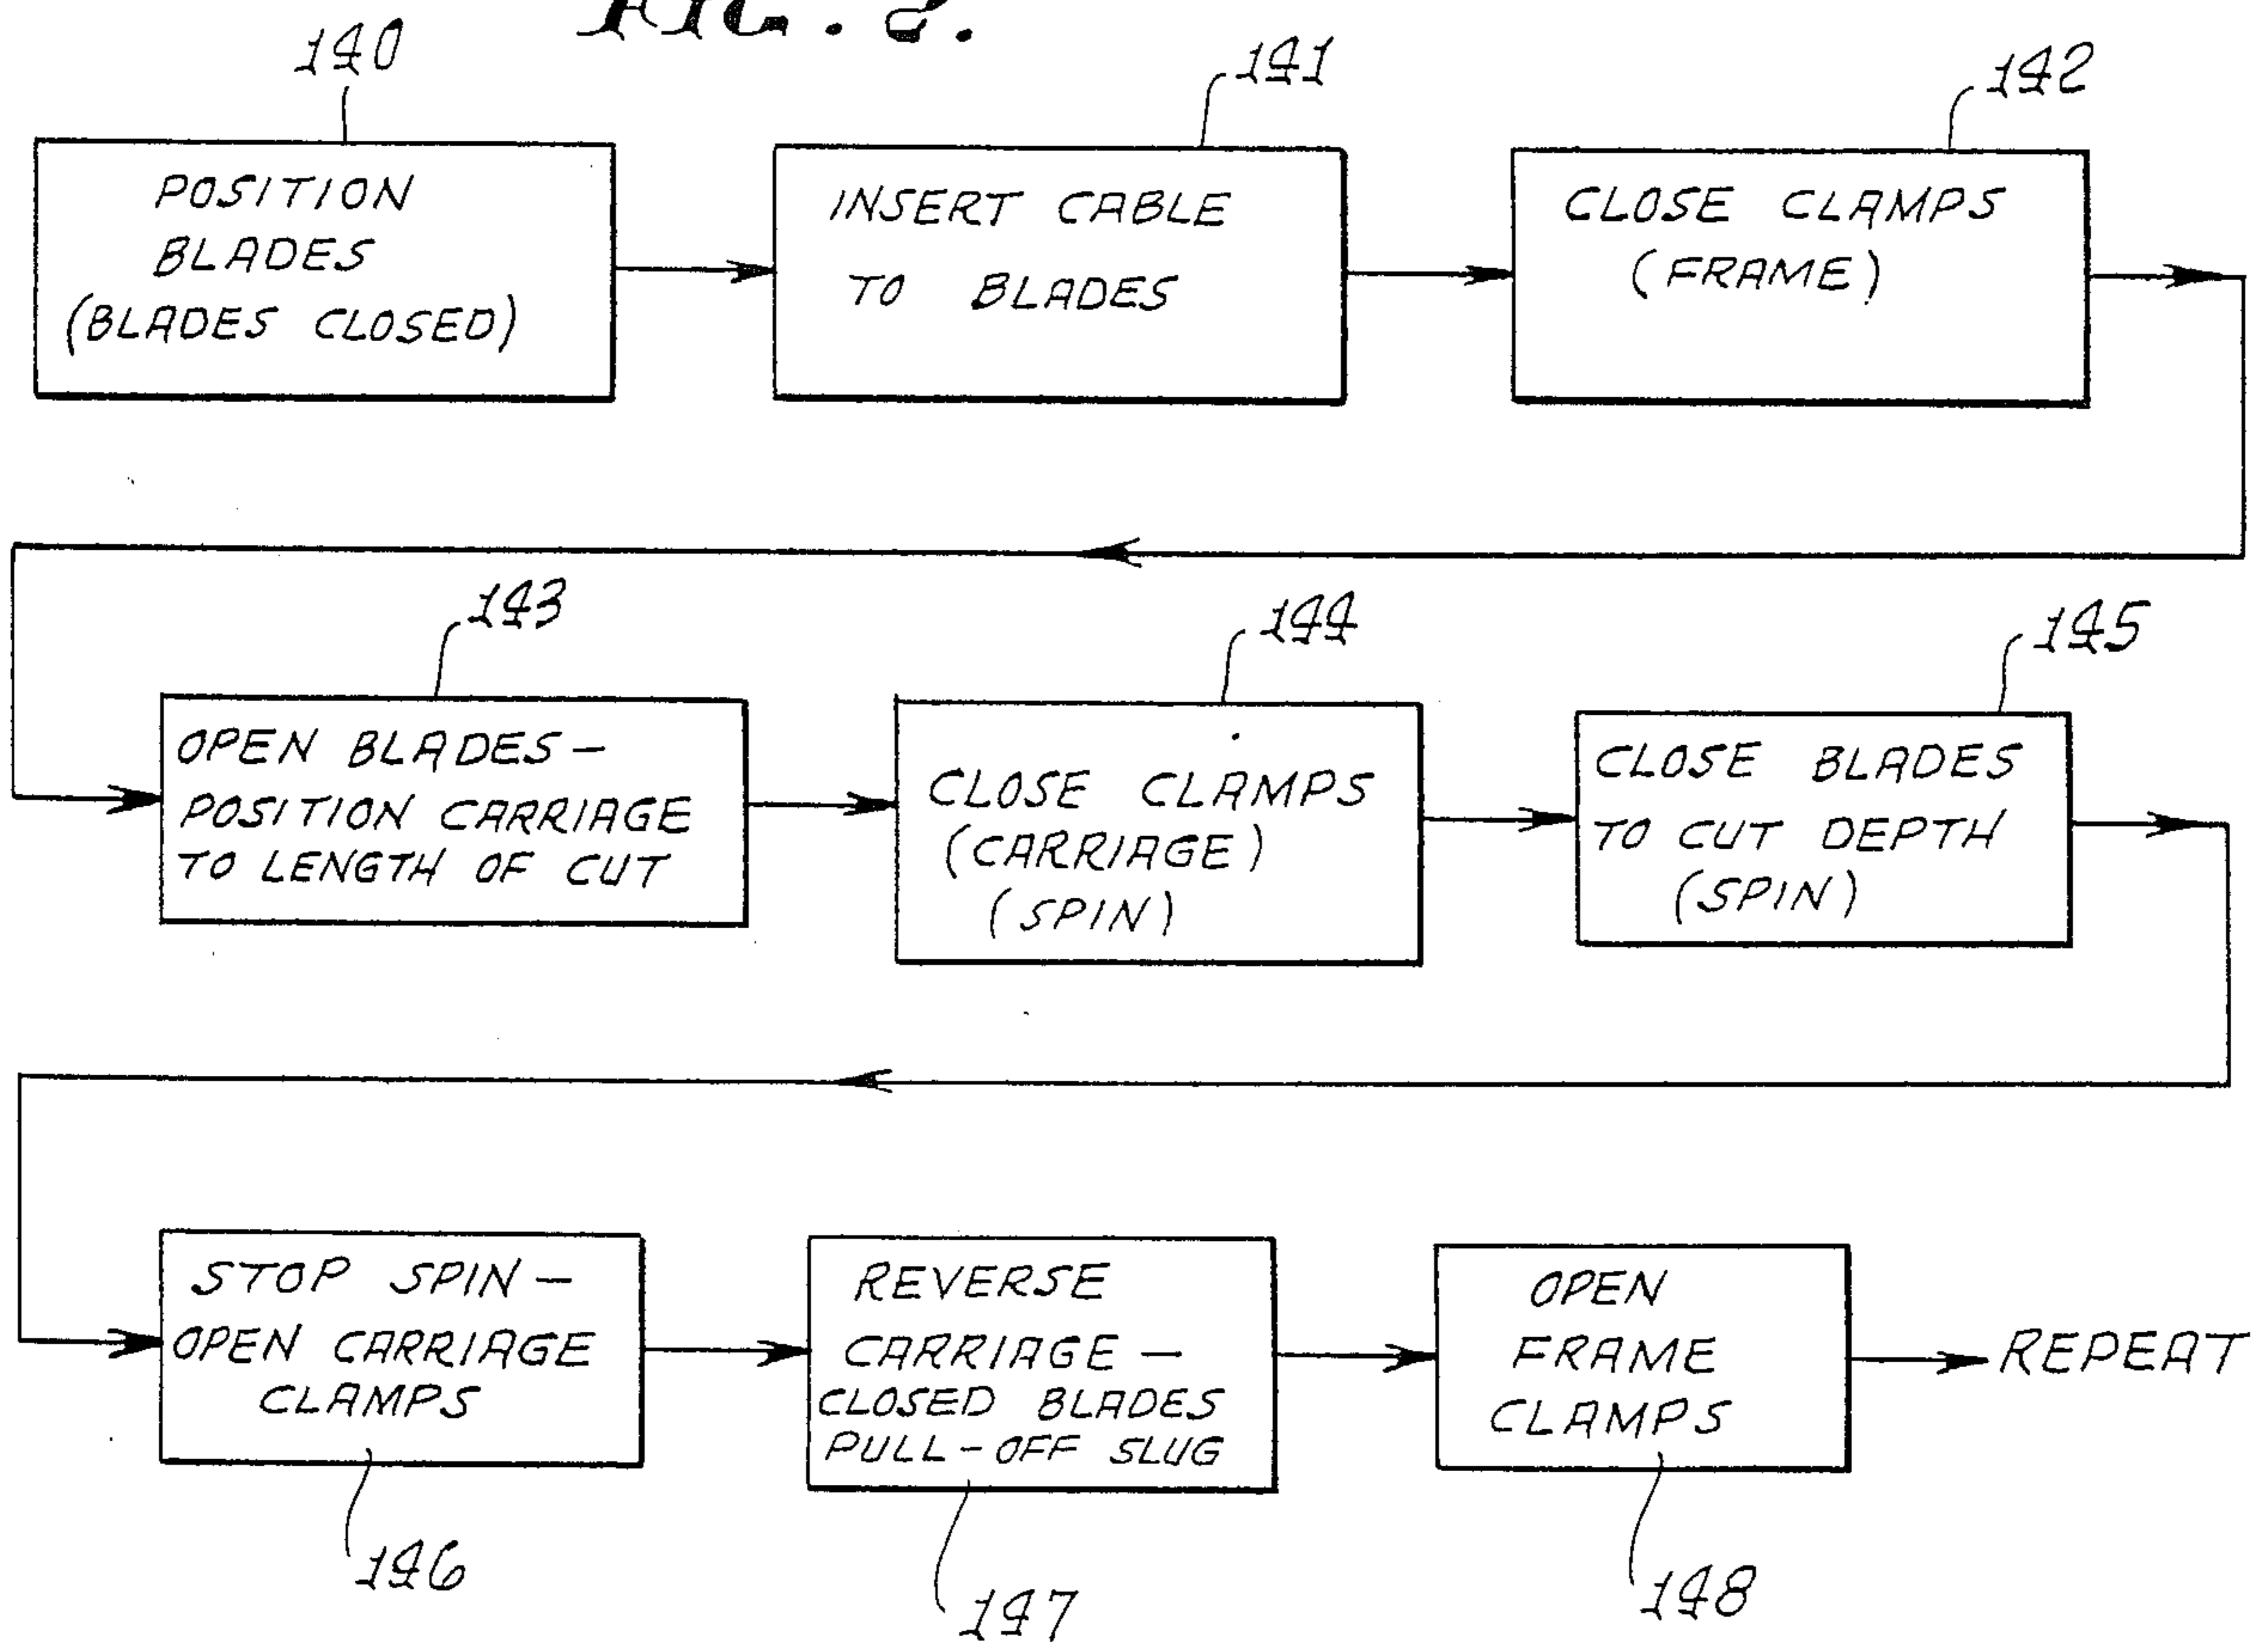 FIG.
140
141
142
POSITION
BLADES
(BLADES CLOSED)
INSERT CABLE
TO BLADES
CLOSE CLAMPS
(FRAME)
143
144
145
OPEN BLADES -
POSITION CARRIAGE
TO LENGTH OF CUT
CLOSE CLAMPS
(CARRIAGE)
(SPIN)
CLOSE BLADES
TO CUT DEPTH
(SPIN)
STOP SPIN -
OPEN CARRIAGE
CLAMPS
REVERSE
CARRIAGE -
CLOSED BLADES
PULL-OFF SLUG
OPEN
FRAME
CLAMPS
REPEAT
146
147
148